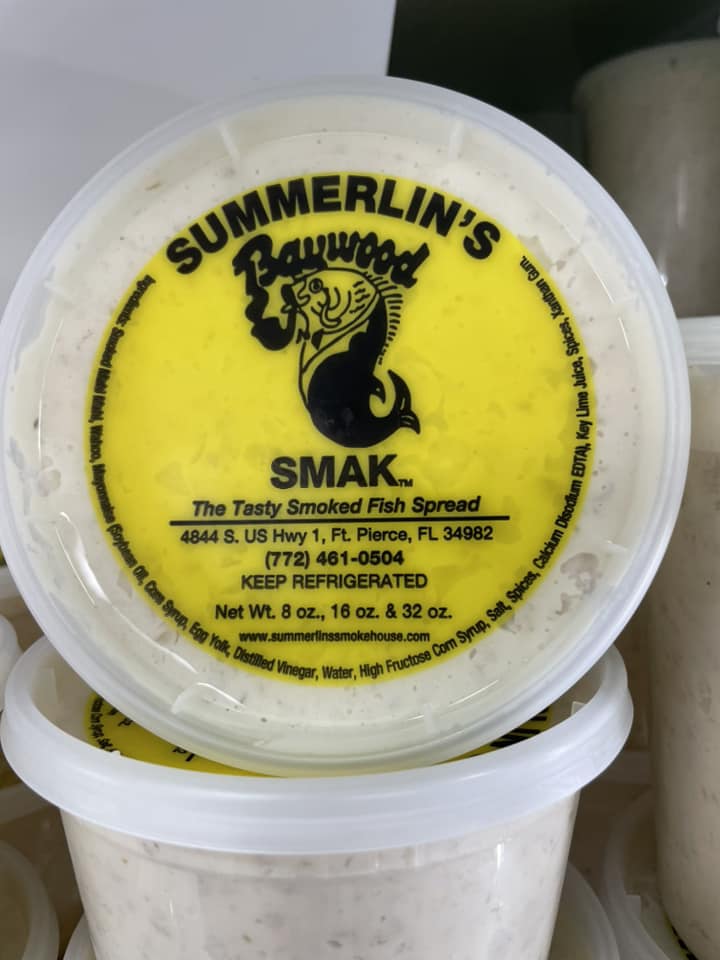 SUMMERLIN'S
Baywood
SMAK™
The Tasty Smoked Fish Spread
4844 S. US Hwy 1, Ft. Pierce, FL 34982
(772) 461-0504
KEEP REFRIGERATED
Net Wt. 8 oz., 16 oz. & 32 oz.
www.summerlinssmokehouse.com
Ingredients: Smoked Mahi Mahi, Wahoo, Mayonnaise (Soybean Oil, Corn Syrup, Egg Yolk, Distilled Vinegar, Water, High Fructose Corn Syrup, Salt, Spices, Calcium Disodium EDTA), Key Lime Juice, Spices, Xanthan Gum.